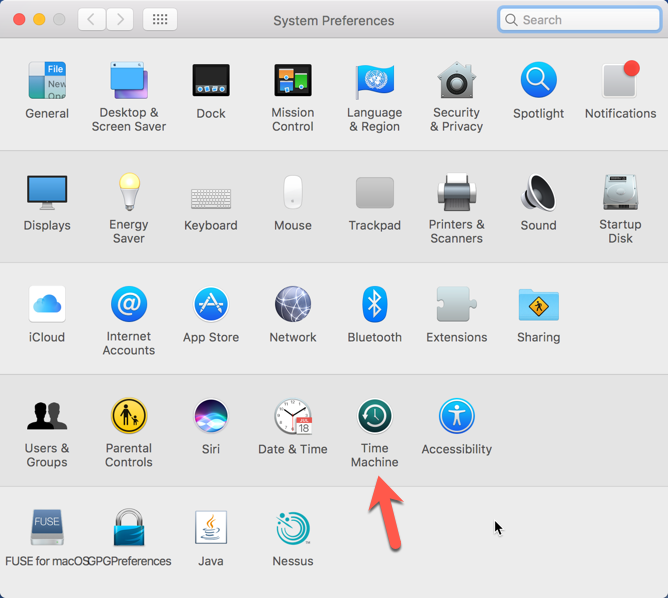 System Preferences
Search
File
New
Ope
General
Desktop &
Screen Saver
Dock
Mission
Control
Language
& Region
Security
& Privacy
Spotlight
Notifications
Displays
Energy
Saver
Keyboard
Mouse
Trackpad
Printers &
Scanners
Sound
Startup
Disk
iCloud
Internet
Accounts
App Store
Network
Bluetooth
Extensions
Sharing
Users &
Groups
Parental
Controls
Siri
18
Date & Time
Time
Machine
Accessibility
FUSE
FUSE for macOS
GPGPreferences
Java
Nessus